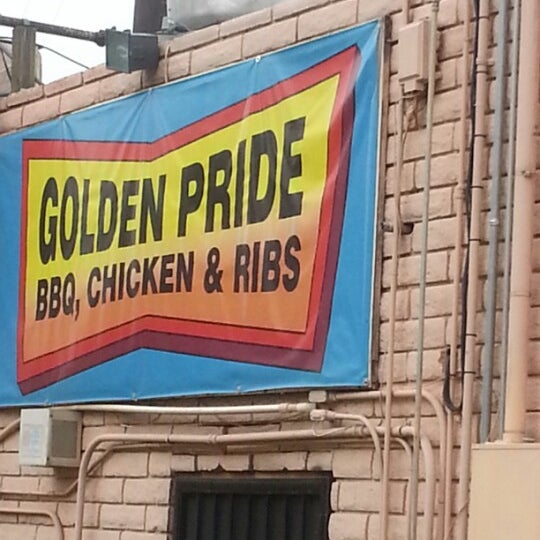 GOLDEN PRIDE
BBQ, CHICKEN & RIBS